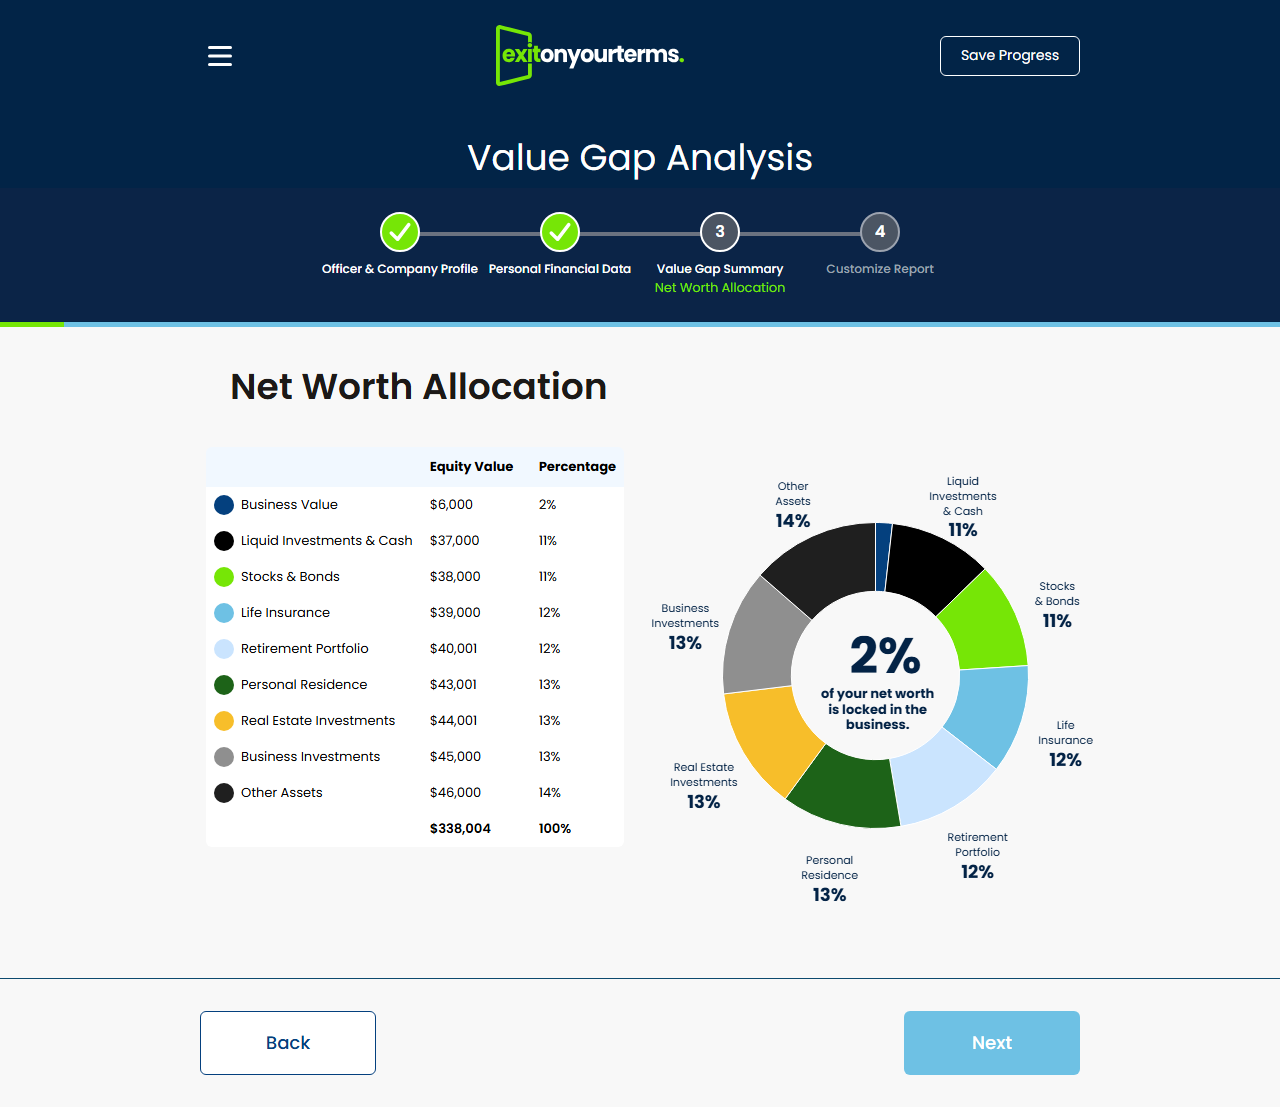 exitonyourterms.
Save Progress
Value Gap Analysis
3
4
Officer & Company Profile
Personal Financial Data
Value Gap Summary
Customize Report
Net Worth Allocation
Net Worth Allocation
Equity Value Percentage
Business Value $6,000 2%
Liquid Investments & Cash $37,000 11%
Stocks & Bonds $38,000 11%
Life Insurance $39,000 12%
Retirement Portfolio $40,001 12%
Personal Residence $43,001 13%
Real Estate Investments $44,001 13%
Business Investments $45,000 13%
Other Assets $46,000 14%
$338,004 100%
Other
Assets
14%
Liquid
Investments
& Cash
11%
Stocks
& Bonds
11%
Business
Investments
13%
2%
of your net worth
is locked in the
business.
Life
Insurance
12%
Real Estate
Investments
13%
Retirement
Portfolio
12%
Personal
Residence
13%
Back
Next